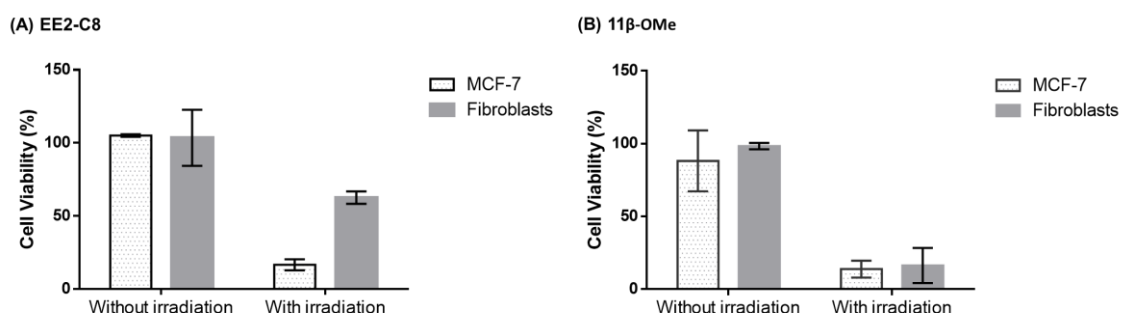 (A) EE2-C8
150
100
50
0
Cell Viability (%)
Without irradiation
With irradiation
MCF-7
Fibroblasts
(B) 11β-OMe
150
100
50
0
Cell Viability (%)
Without irradiation
With irradiation
MCF-7
Fibroblasts